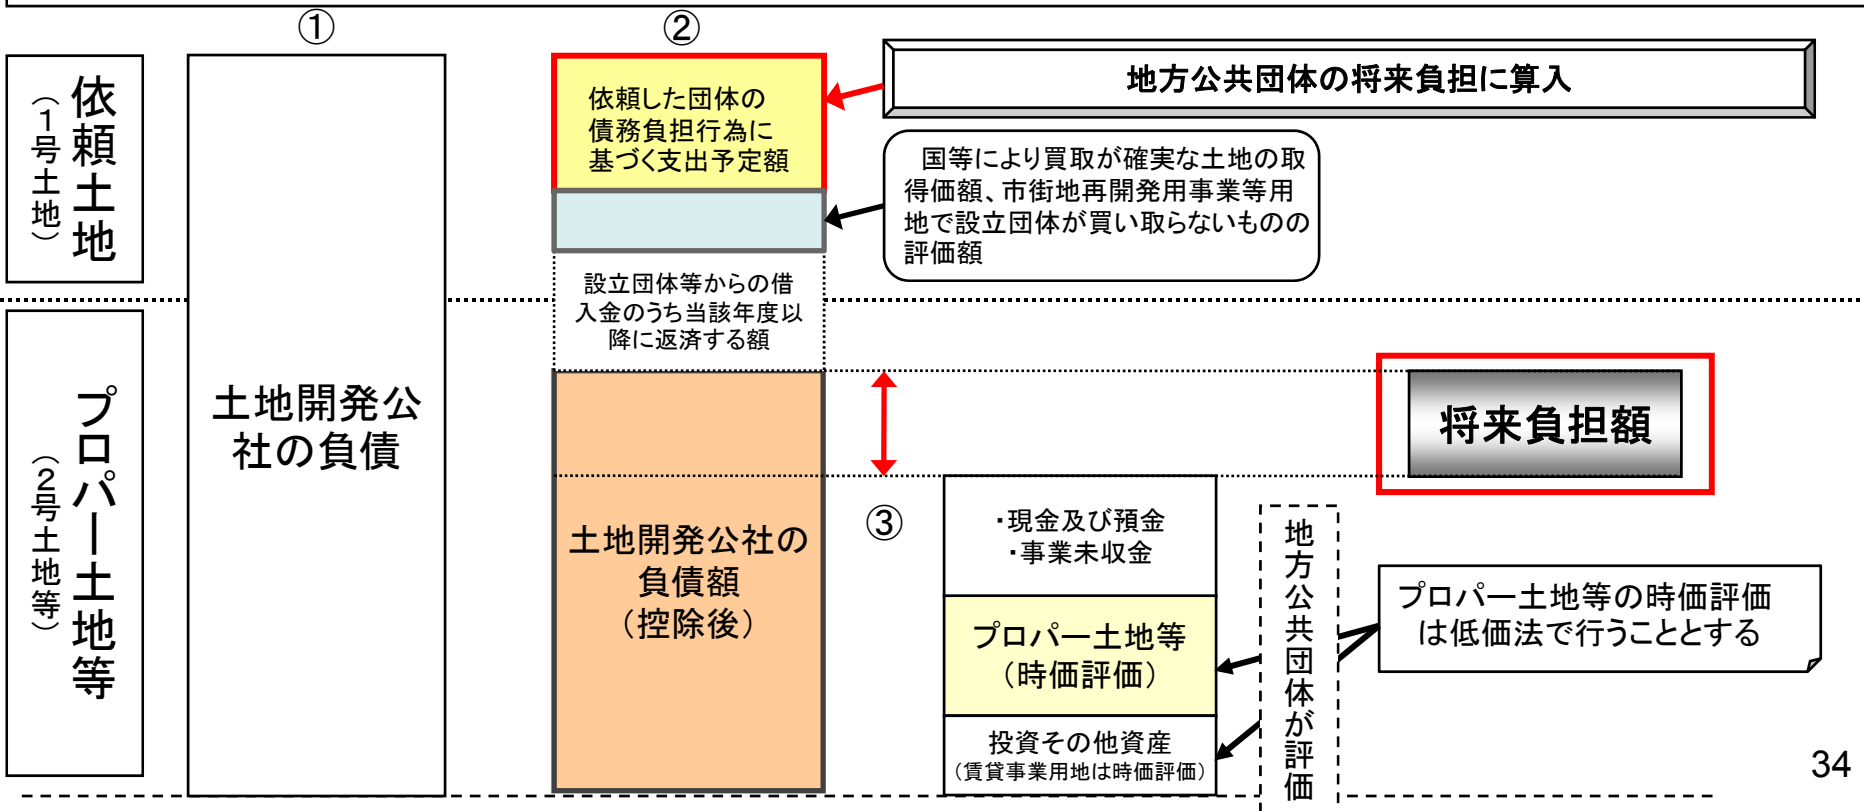 ①
②
依頼土地
（１号土地）
依頼した団体の
債務負担行為に
基づく支出予定額
地方公共団体の将来負担に算入
国等により買取が確実な土地の取
得価額、市街地再開発用事業等用
地で設立団体が買い取らないものの
評価額
設立団体等からの借
入金のうち当該年度以
降に返済する額
プロパー土地等
（２号土地等）
土地開発公
社の負債
土地開発公社の
負債額
（控除後）
③
将来負担額
・現金及び預金
・事業未収金
プロパー土地等
（時価評価）
投資その他資産
（賃貸事業用地は時価評価）
地方公共団体が評価
プロパー土地等の時価評価
は低価法で行うこととする
34